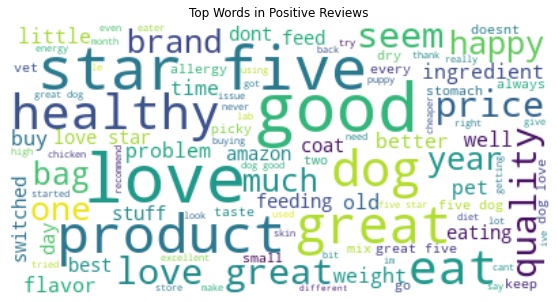 Top Words in Positive Reviews
even eater
little brand dont feed seem doesnt happy
energy month using back try thank really
star five
vet allergy dry ingredient
great dog time got every stomach always
healthy good price
issue never puppy cheaper
lab right give
buy love star picky coat better well
high chicken problem amazon two need year
bag love much dog quality
recommend dog good getting pet
started feeding old five star diet lot
one stuff look taste used five dog eating
switched day product great skin mix great five dog love
excellent bit im cant
best love great small weight eat
tried store make different go say keep
flavor